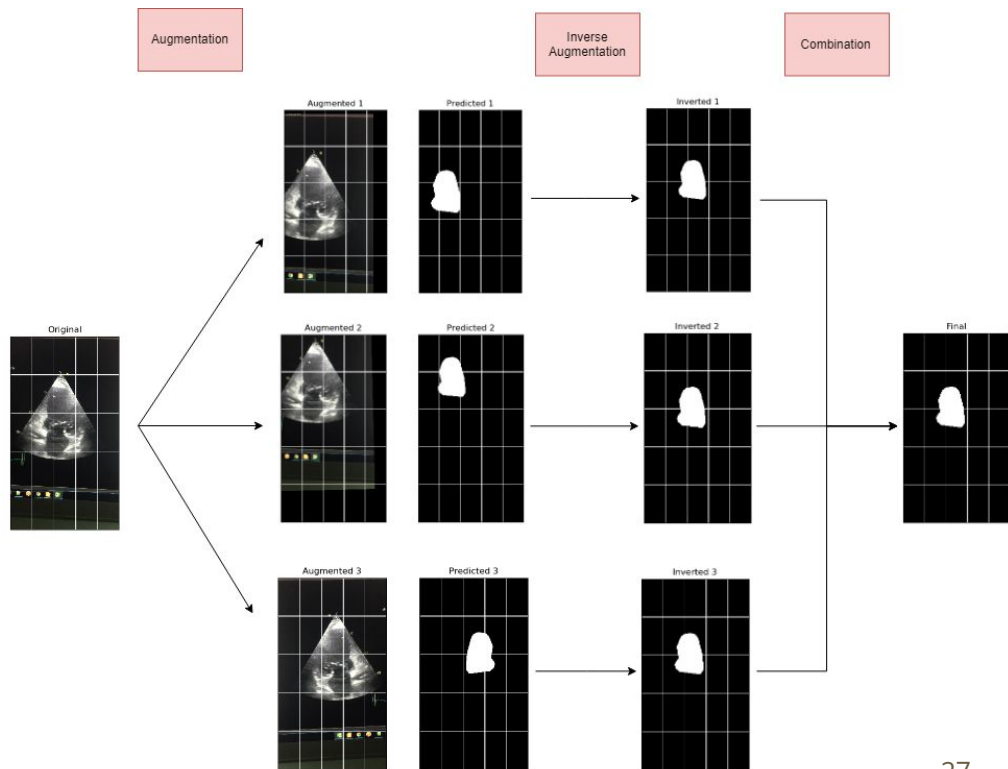 Augmentation
Inverse
Augmentation
Combination
Augmented 1
Predicted 1
Inverted 1
Original
Augmented 2
Predicted 2
Inverted 2
Final
Augmented 3
Predicted 3
Inverted 3
37